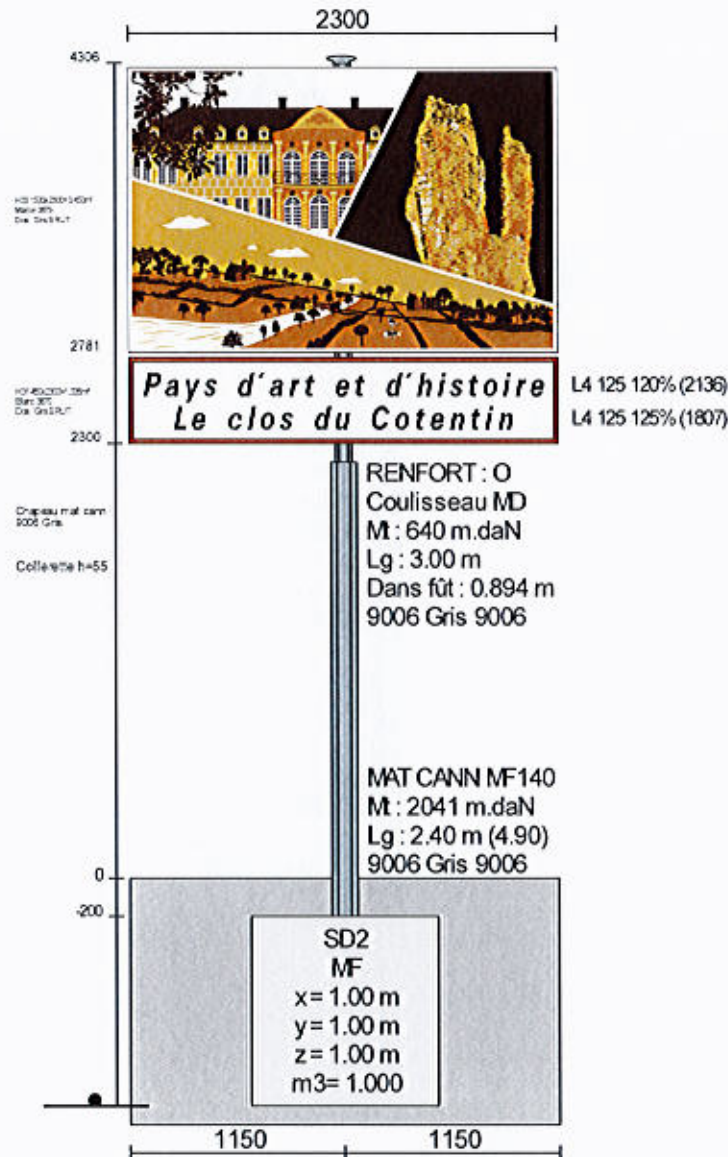 2300
4306
2781
Pays d'art et d'histoire
Le clos du Cotentin
L4 125 120% (2136)
L4 125 125% (1807)
2300
RENFORT : O
Coulisseau MD
Mt : 640 m.daN
Lg : 3.00 m
Dans fût : 0.894 m
9006 Gris 9006
Chapeau mat cann
9006 Gris
Collerette h=55
MAT CANN MF140
Mt : 2041 m.daN
Lg : 2.40 m (4.90)
9006 Gris 9006
0
-200
SD2
MF
x= 1.00 m
y= 1.00 m
z= 1.00 m
m3= 1.000
1150
1150